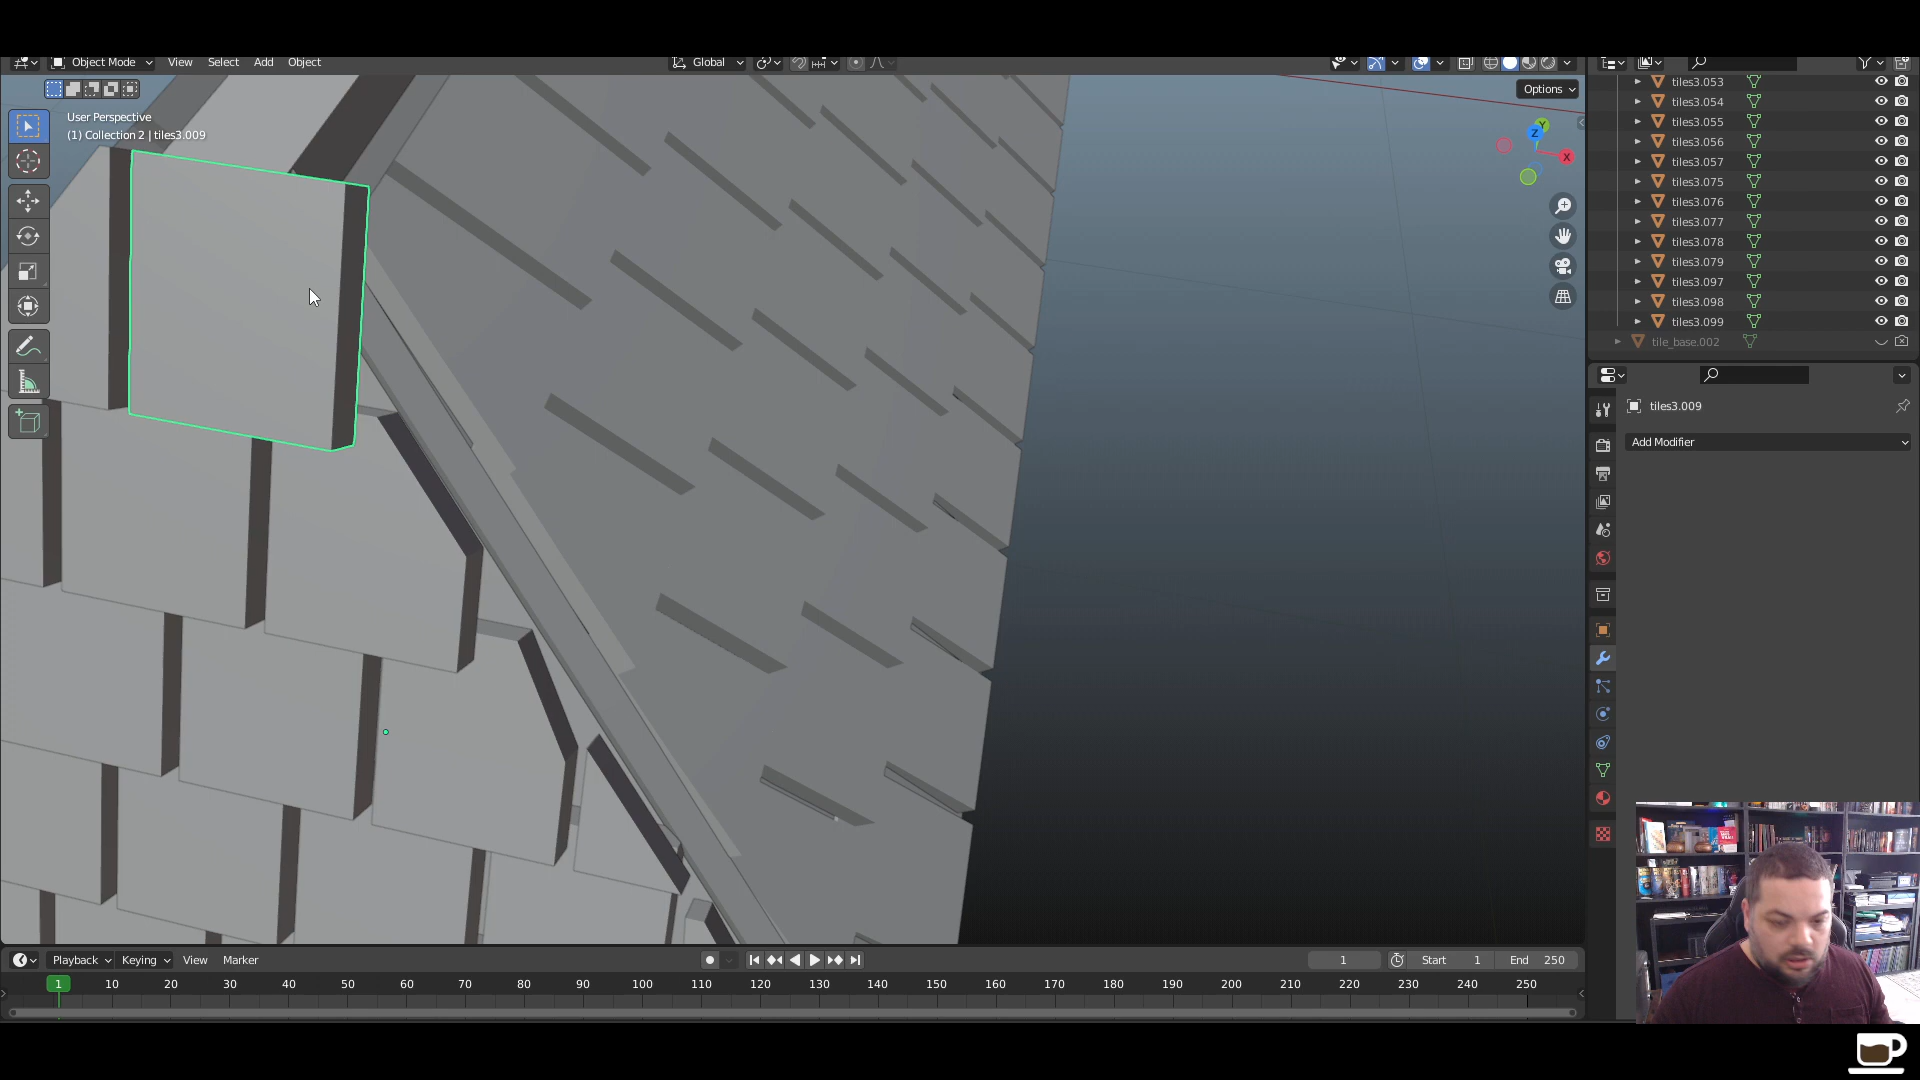 Object Mode View Select Add Object Global
Options
User Perspective
(1) Collection 2 | tiles3.009
Z
Y
X
tiles3.053
tiles3.054
tiles3.055
tiles3.056
tiles3.057
tiles3.075
tiles3.076
tiles3.077
tiles3.078
tiles3.079
tiles3.097
tiles3.098
tiles3.099
tile_base.002
tiles3.009
Add Modifier
Playback Keying View Marker 1 Start 1 End 250
1 10 20 30 40 50 60 70 80 90 100 110 120 130 140 150 160 170 180 190 200 210 220 230 240 250